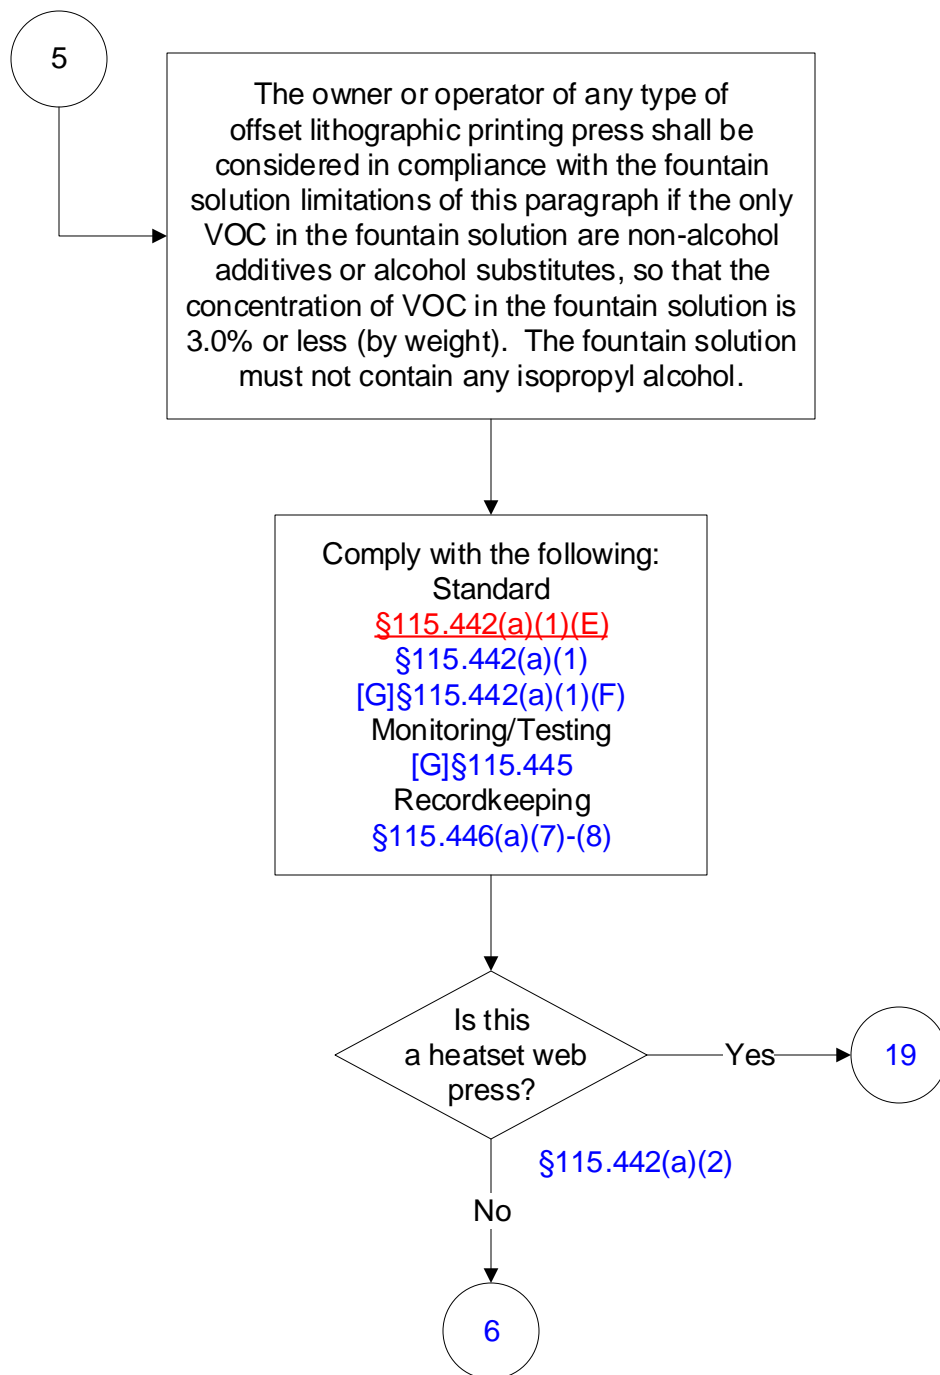 5
The owner or operator of any type of
offset lithographic printing press shall be
considered in compliance with the fountain
solution limitations of this paragraph if the only
VOC in the fountain solution are non-alcohol
additives or alcohol substitutes, so that the
concentration of VOC in the fountain solution is
3.0% or less (by weight).  The fountain solution
must not contain any isopropyl alcohol.
Comply with the following:
Standard
§115.442(a)(1)(E)
§115.442(a)(1)
[G]§115.442(a)(1)(F)
Monitoring/Testing
[G]§115.445
Recordkeeping
§115.446(a)(7)-(8)
Is this
a heatset web
press?
Yes
19
§115.442(a)(2)
No
6